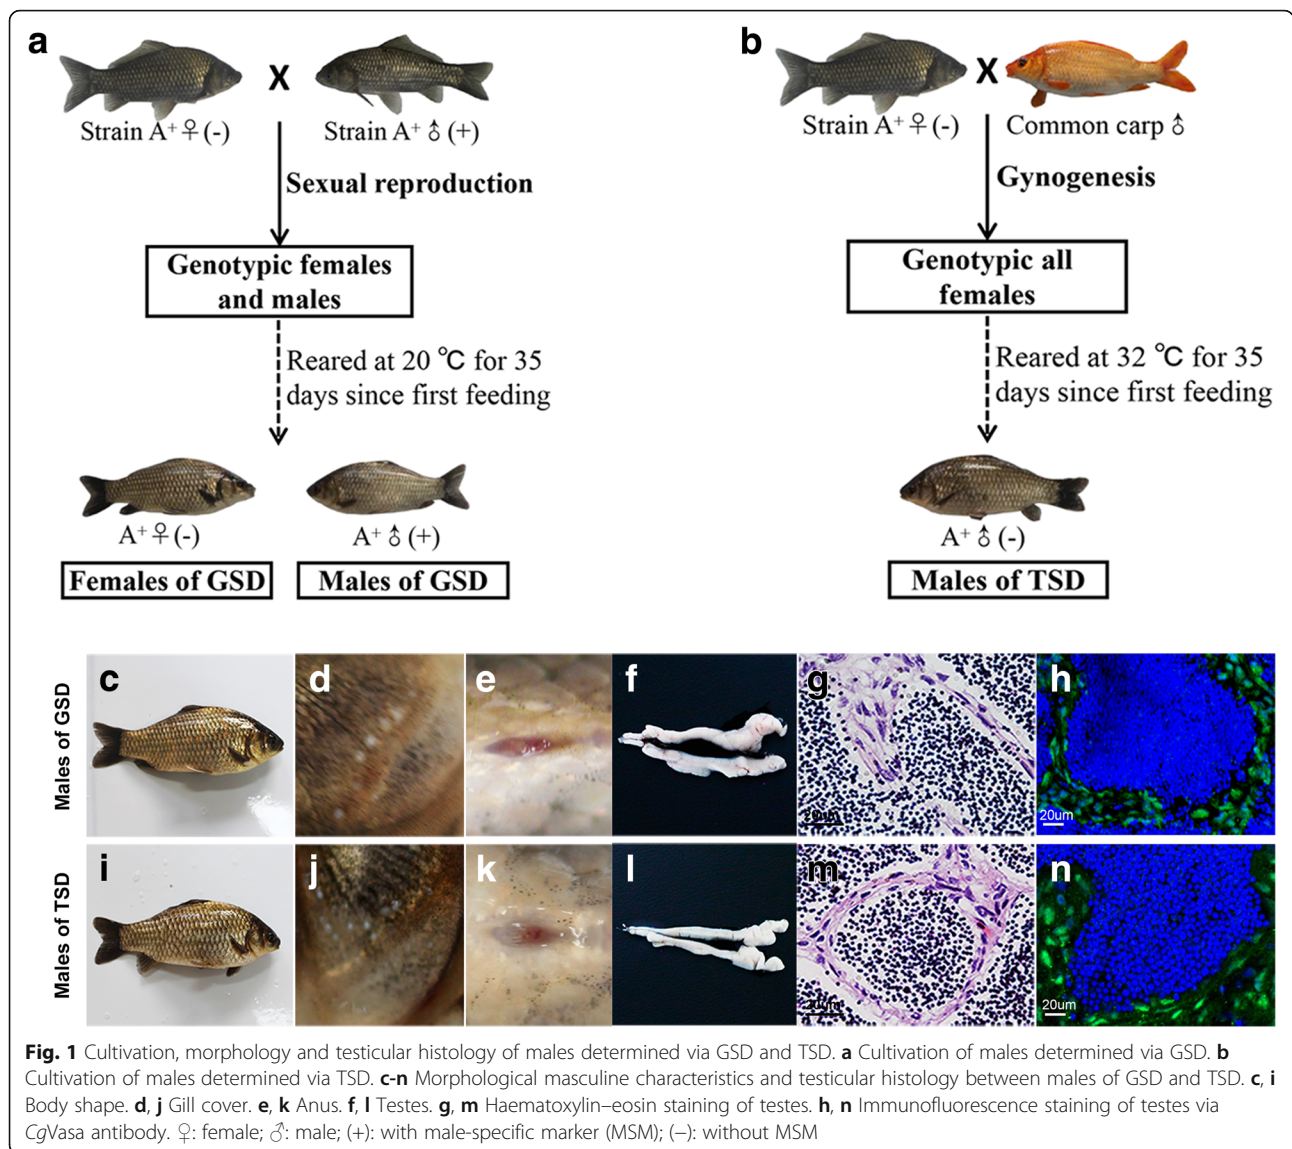 a
b
X
X
Strain A⁺ ♀ (-)
Strain A⁺ ♂ (+)
Strain A⁺ ♀ (-)
Common carp ♂
Sexual reproduction
Gynogenesis
Genotypic females
and males
Genotypic all
females
Reared at 20 ℃ for 35
days since first feeding
Reared at 32 ℃ for 35
days since first feeding
A⁺ ♀ (-)
A⁺ ♂ (+)
A⁺ ♂ (-)
Females of GSD
Males of GSD
Males of TSD
Males of GSD
c
d
e
f
g
20um
h
20um
Males of TSD
i
j
k
l
m
20um
n
20um
Fig. 1 Cultivation, morphology and testicular histology of males determined via GSD and TSD. a Cultivation of males determined via GSD. b
Cultivation of males determined via TSD. c-n Morphological masculine characteristics and testicular histology between males of GSD and TSD. c, i
Body shape. d, j Gill cover. e, k Anus. f, l Testes. g, m Haematoxylin–eosin staining of testes. h, n Immunofluorescence staining of testes via
CgVasa antibody. ♀: female; ♂: male; (+): with male-specific marker (MSM); (−): without MSM